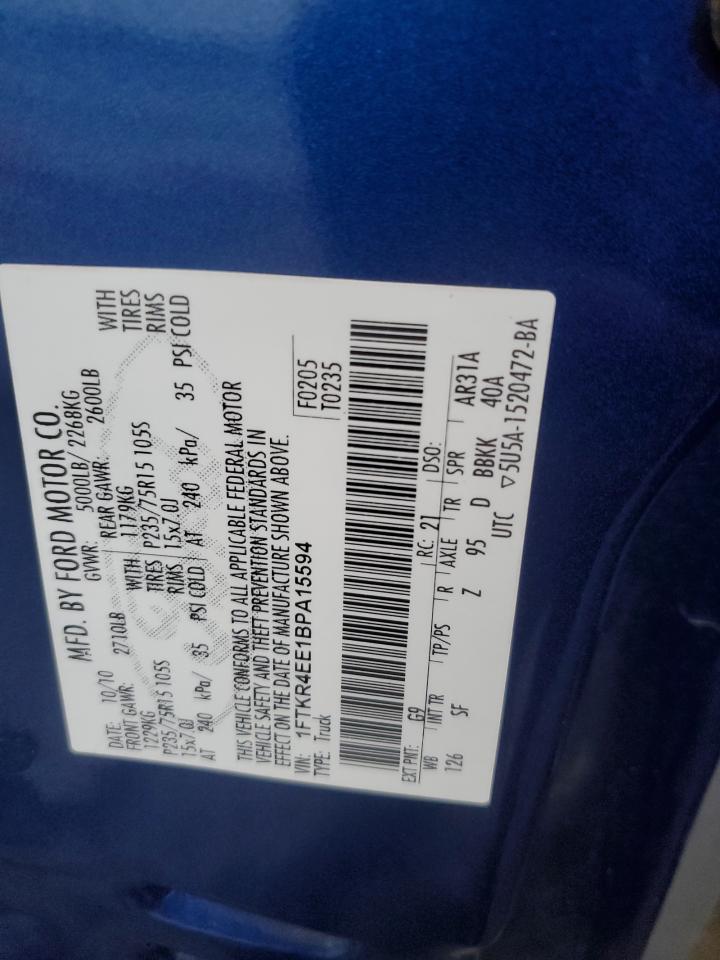 MFD. BY FORD MOTOR CO.
DATE: 10/10 GVWR: 5000LB/ 2268KG
FRONT GAWR: 2710LB REAR GAWR: 2600LB
1229KG WITH 1179KG WITH
P235/75R15 105S TIRES P235/75R15 105S TIRES
15x7.0J RIMS 15x7.0J RIMS
AT 240 kPa/ 35 PSI COLD AT 240 kPa/ 35 PSI COLD
THIS VEHICLE CONFORMS TO ALL APPLICABLE FEDERAL MOTOR
VEHICLE SAFETY AND THEFT PREVENTION STANDARDS IN
EFFECT ON THE DATE OF MANUFACTURE SHOWN ABOVE.
VIN: 1FTKR4EE1BPA15594 F0205
TYPE: Truck T0235
EXT PNT: G9 RC: 21 DSO:
WB INT TR TP/PS R AXLE TR SPR AR31A
126 SF Z 95 D BBKK 40A
UTC ▽5U5A-1520472-BA